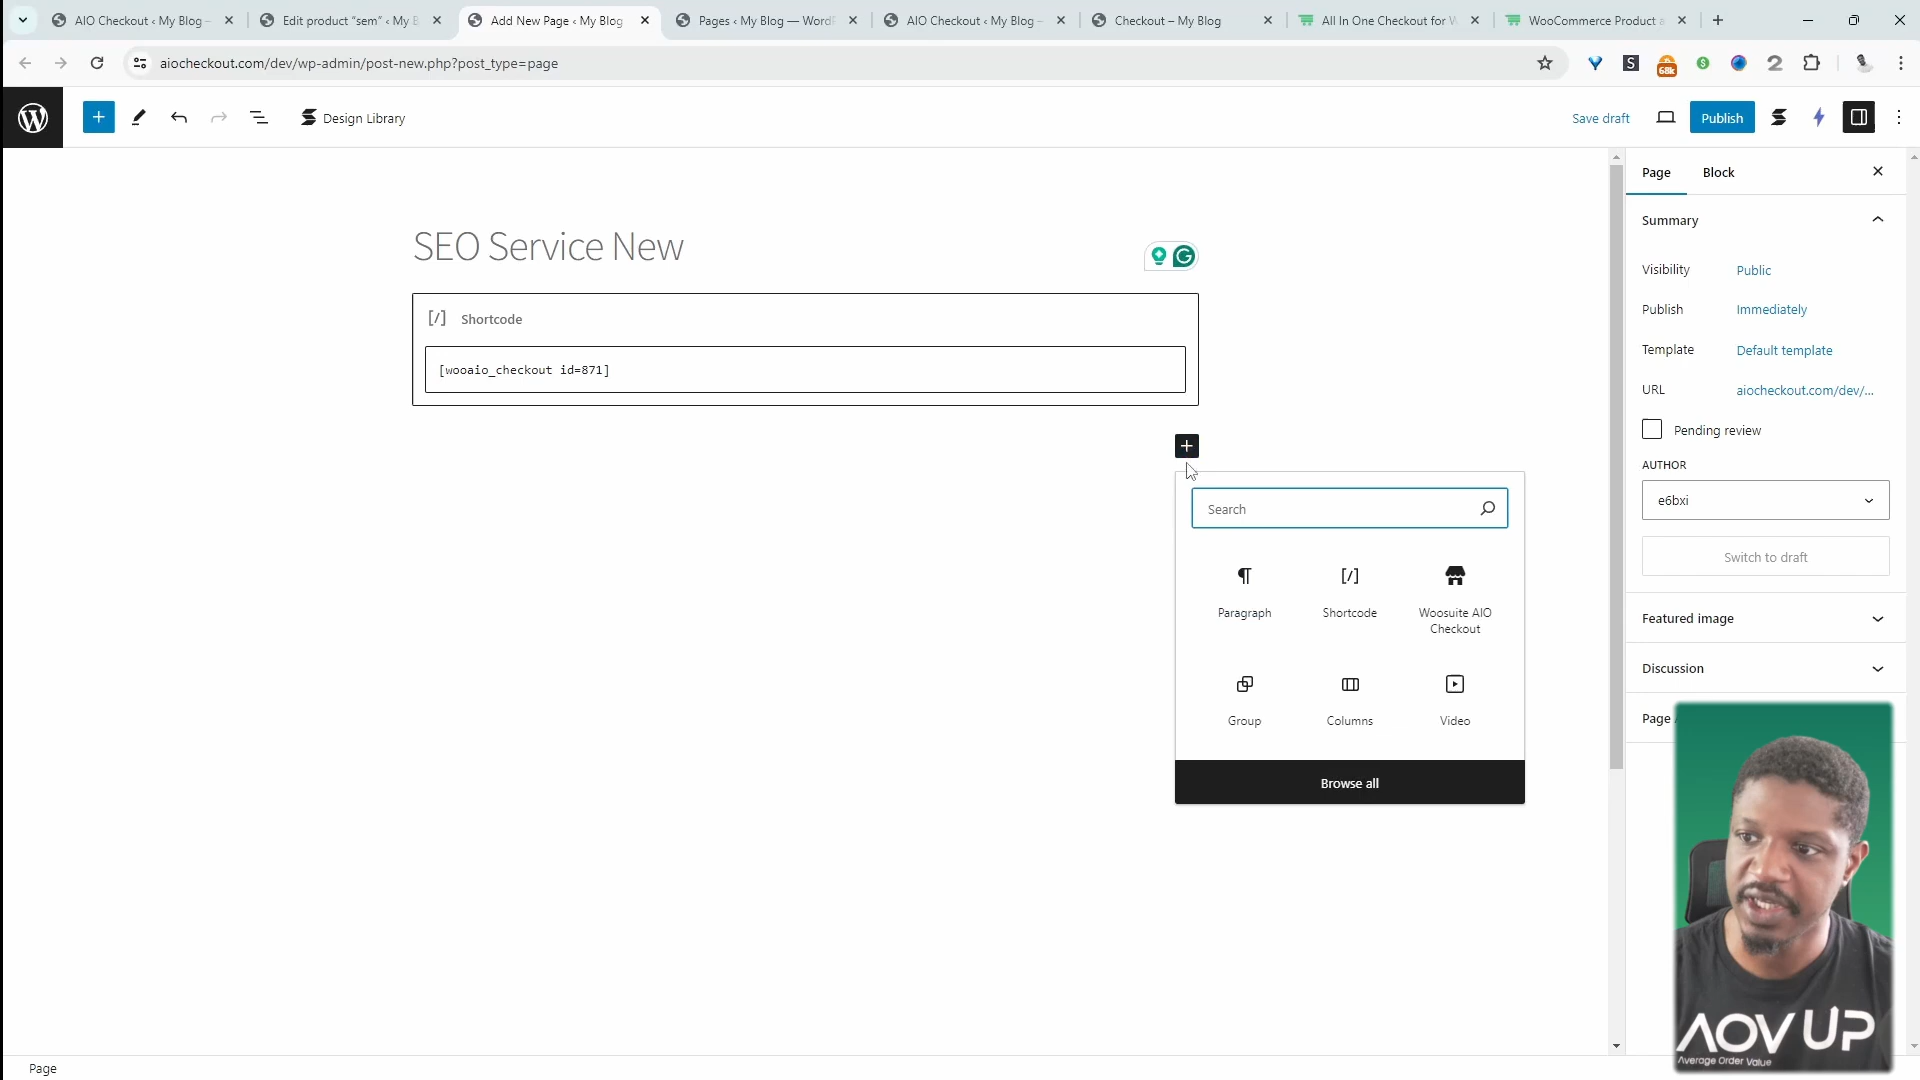 AIO Checkout ‹ My Blog –
Edit product “sem” ‹ My B
Add New Page ‹ My Blog
Pages ‹ My Blog — WordP
AIO Checkout ‹ My Blog –
Checkout – My Blog
All In One Checkout for W
WooCommerce Product a
aiocheckout.com/dev/wp-admin/post-new.php?post_type=page
S
68k
2
Design Library
Save draft
Publish
Page
Block
SEO Service New
Shortcode
[wooaio_checkout id=871]
Search
Paragraph
Shortcode
Woosuite AIO
Checkout
Group
Columns
Video
Browse all
Summary
Visibility
Public
Publish
Immediately
Template
Default template
URL
aiocheckout.com/dev/...
Pending review
AUTHOR
e6bxi
Switch to draft
Featured image
Discussion
Page
AOV UP
Average Order Value
Page